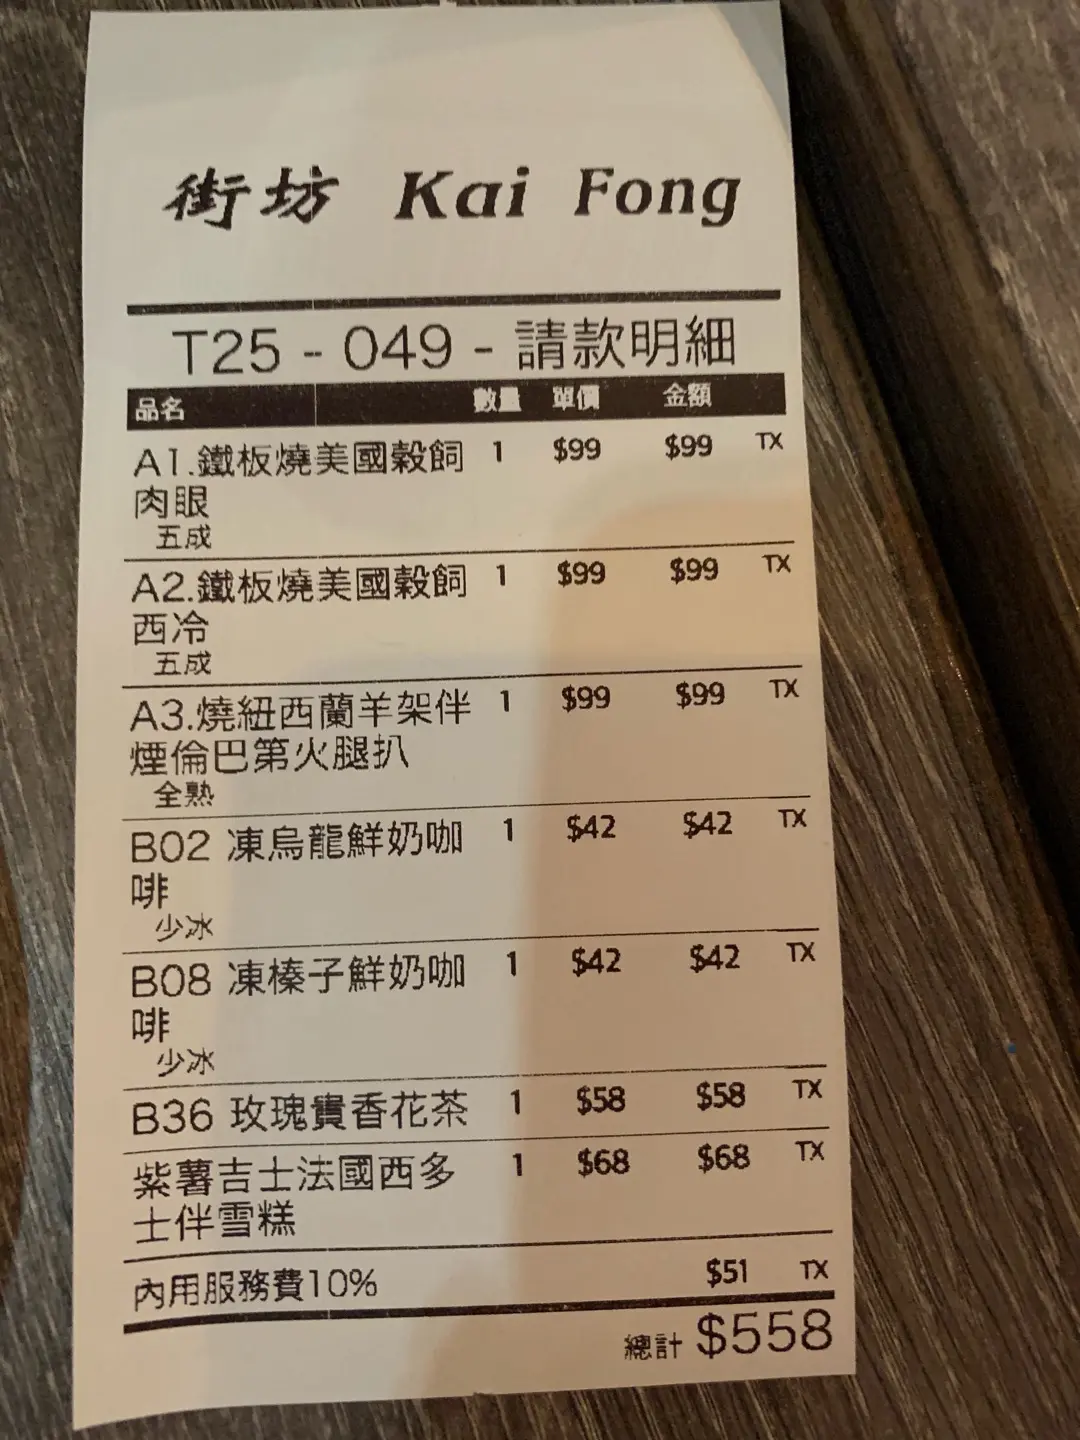 街坊 Kai Fong
T25 - 049 - 請款明細
品名 數量 單價 金額
A1.鐵板燒美國穀飼 1 $99 $99 TX
肉眼
五成
A2.鐵板燒美國穀飼 1 $99 $99 TX
西冷
五成
A3.燒紐西蘭羊架伴 1 $99 $99 TX
煙倫巴第火腿扒
全熟
B02 凍烏龍鮮奶咖 1 $42 $42 TX
啡
少冰
B08 凍榛子鮮奶咖 1 $42 $42 TX
啡
少冰
B36 玫瑰貴香花茶 1 $58 $58 TX
紫薯吉士法國西多 1 $68 $68 TX
士伴雪糕
內用服務費10% $51 TX
總計 $558